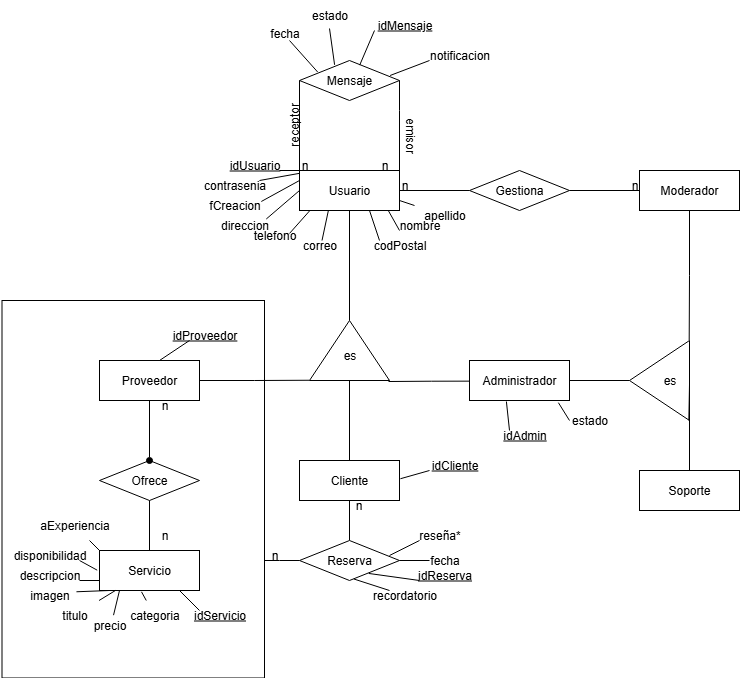 estado
idMensaje
fecha
notificacion
Mensaje
receptor
emisor
n
n
idUsuario
contrasenia
Usuario
n
Gestiona
n
Moderador
fCreacion
direccion
telefono
correo
codPostal
nombre
apellido
idProveedor
es
Proveedor
Administrador
es
n
estado
idAdmin
idCliente
Cliente
Ofrece
Soporte
n
n
aExperiencia
reseña*
disponibilidad
n
Reserva
fecha
descripcion
Servicio
idReserva
imagen
recordatorio
titulo
precio
categoria
idServicio